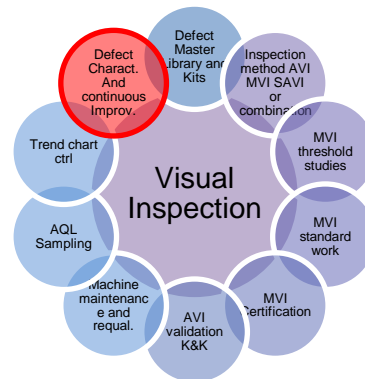 Defect
Master
Library and
Kits
Inspection
method AVI
MVI SAVI
or
combination
MVI
threshold
studies
MVI
standard
work
MVI
Certification
AVI
validation
K&K
Machine
maintenanc
e and
requal.
AQL
Sampling
Trend chart
ctrl
Defect
Charact.
And
continuous
Improv.
Visual
Inspection